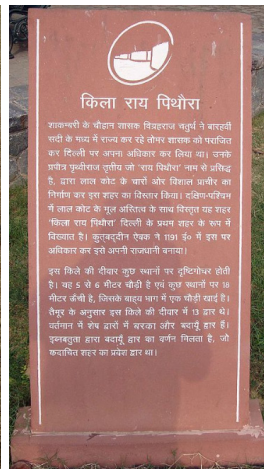 किला राय पिथौरा
शाकम्बरी के चौहान शासक विग्रहराज चतुर्थ ने बारहवीं
सदी के मध्य में राज्य कर रहे तोमर शासक को पराजित
कर दिल्ली पर अपना अधिकार कर लिया था। उनके
प्रपौत्र पृथ्वीराज तृतीय जो 'राय पिथौरा' नाम से प्रसिद्ध
है, द्वारा लाल कोट के चारों ओर विशाल प्राचीर का
निर्माण कर इस शहर का विस्तार किया। दक्षिण-पश्चिम
में लाल कोट के मूल अस्तित्व के साथ विस्तृत यह शहर
'किला राय पिथौरा' दिल्ली के प्रथम शहर के रूप में
विख्यात है। कुतुबद्दीन ऐबक ने 1191 ई० में इस पर
अधिकार कर इसे अपनी राजधानी बनाया।
इस किले की दीवार कुछ स्थानों पर दृष्टिगोचर होती
है। यह 5 से 6 मीटर चौड़ी है एवं कुछ स्थानों पर 18
मीटर ऊँची है, जिसके बाहय भाग में एक चौड़ी खाई है।
तैमूर के अनुसार इस किले की दीवार में 13 द्वार थे।
वर्तमान में शेष द्वारों में बरका और बदायूँ द्वार हैं।
इब्नबतुता द्वारा बदायूँ द्वार का वर्णन मिलता है, जो
कदाचित शहर का प्रवेश द्वार था।